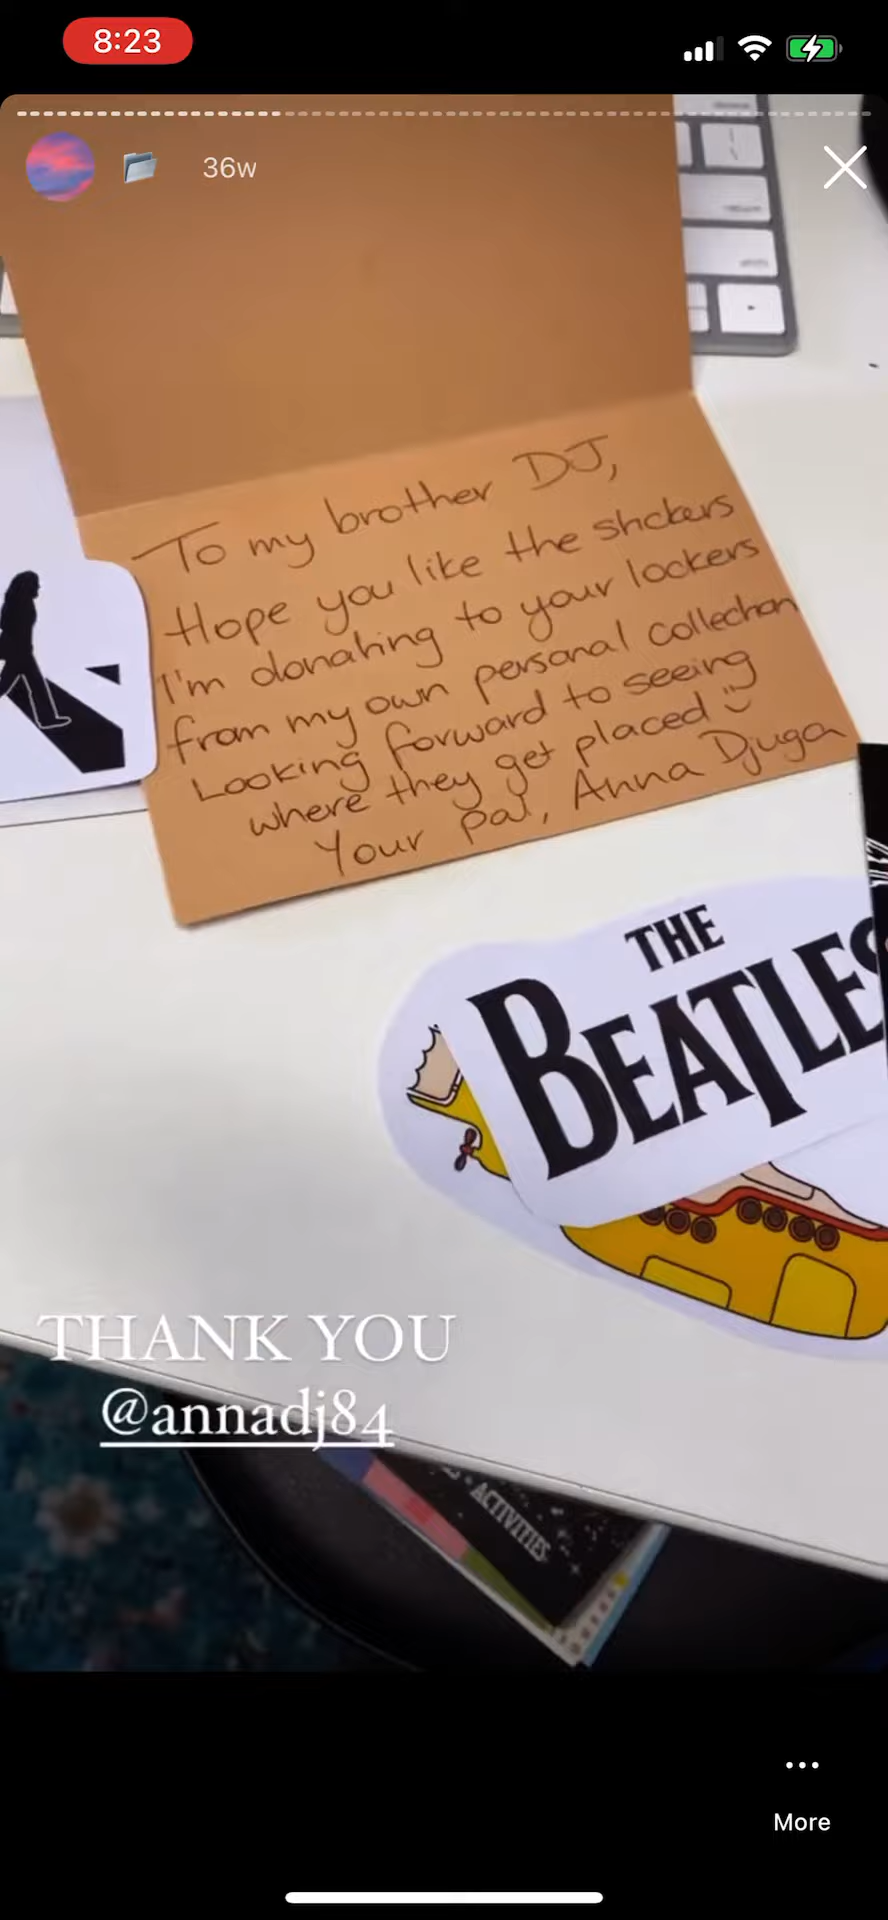 8:23
36w
To my brother DJ,
Hope you like the stickers
I'm donating to your lockers
from my own personal collection
Looking forward to seeing
where they get placed
Your pal, Anna Djuga
THE
BEATLES
THANK YOU
@annadj84
ACTIVITIES
More